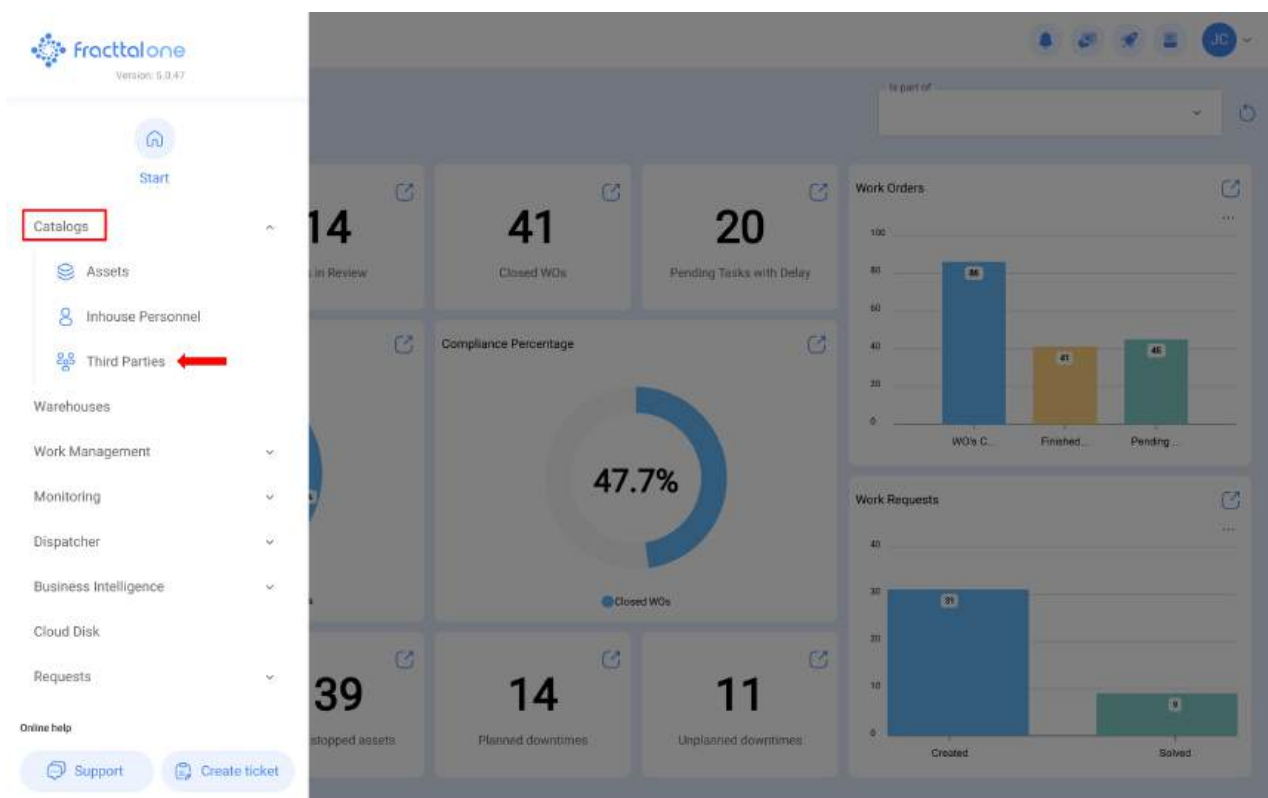 fracttalone
Version: 5.0.47
Start
Catalogs
Assets
Inhouse Personnel
Third Parties
Warehouses
Work Management
Monitoring
Dispatcher
Business Intelligence
Cloud Disk
Requests
Online help
Support
Create ticket
JC
Is part of
14
in Review
41
Closed WOs
20
Pending Tasks with Delay
Compliance Percentage
47.7%
Closed WOs
39
stopped assets
14
Planned downtimes
11
Unplanned downtimes
Work Orders
...
100
80
60
40
20
0
86
41
45
WO's C...
Finished...
Pending ...
Work Requests
...
40
30
20
10
0
31
9
Created
Solved